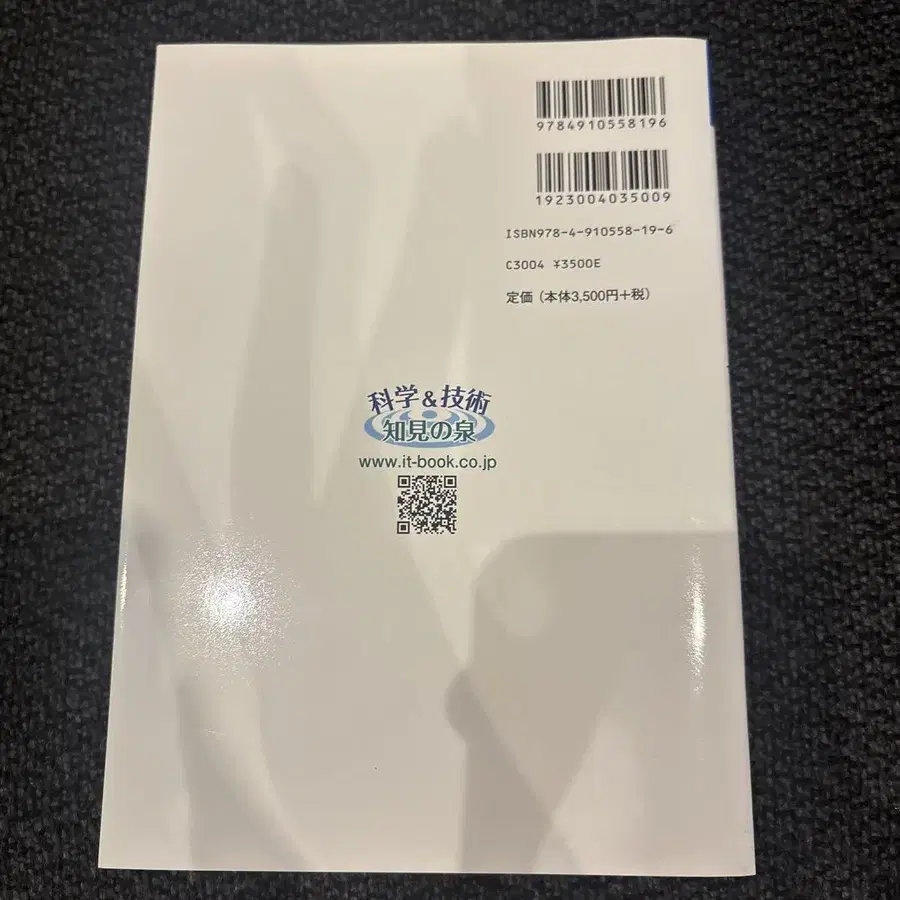 9784910558196
1923004035009
ISBN978-4-910558-19-6
C3004 ¥3500E
定価（本体3,500円＋税）
科学&技術
知見の泉
www.it-book.co.jp